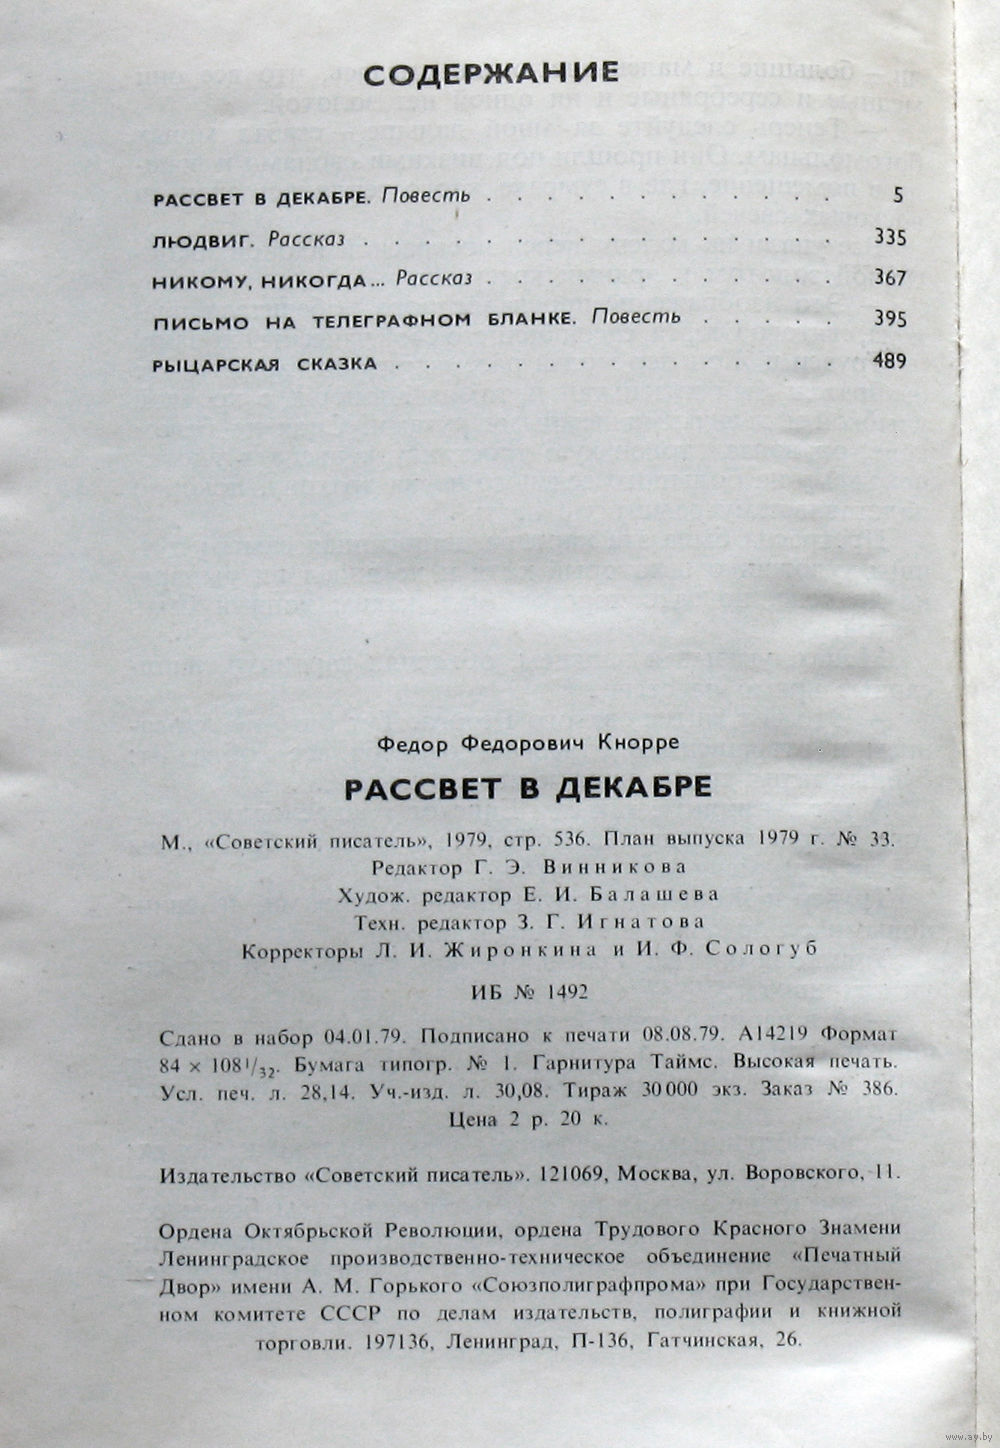 СОДЕРЖАНИЕ
РАССВЕТ В ДЕКАБРЕ. Повесть . . . . . . . . . . . . 5
ЛЮДВИГ. Рассказ . . . . . . . . . . . . . . . . 335
НИКОМУ, НИКОГДА... Рассказ . . . . . . . . . . . . 367
ПИСЬМО НА ТЕЛЕГРАФНОМ БЛАНКЕ. Повесть . . . . . 395
РЫЦАРСКАЯ СКАЗКА . . . . . . . . . . . . . . . 489
Федор Федорович Кнорре
РАССВЕТ В ДЕКАБРЕ
М., «Советский писатель», 1979, стр. 536. План выпуска 1979 г. № 33.
Редактор Г. Э. Винникова
Худож. редактор Е. И. Балашева
Техн. редактор З. Г. Игнатова
Корректоры Л. И. Жиронкина и И. Ф. Сологуб
ИБ № 1492
Сдано в набор 04.01.79. Подписано к печати 08.08.79. А14219 Формат
84 × 108 1/32. Бумага типогр. № 1. Гарнитура Таймс. Высокая печать.
Усл. печ. л. 28,14. Уч.-изд. л. 30,08. Тираж 30 000 экз. Заказ № 386.
Цена 2 р. 20 к.
Издательство «Советский писатель». 121069, Москва, ул. Воровского, 11.
Ордена Октябрьской Революции, ордена Трудового Красного Знамени
Ленинградское производственно-техническое объединение «Печатный
Двор» имени А. М. Горького «Союзполиграфпрома» при Государствен-
ном комитете СССР по делам издательств, полиграфии и книжной
торговли. 197136, Ленинград, П-136, Гатчинская, 26.
www.ay.by